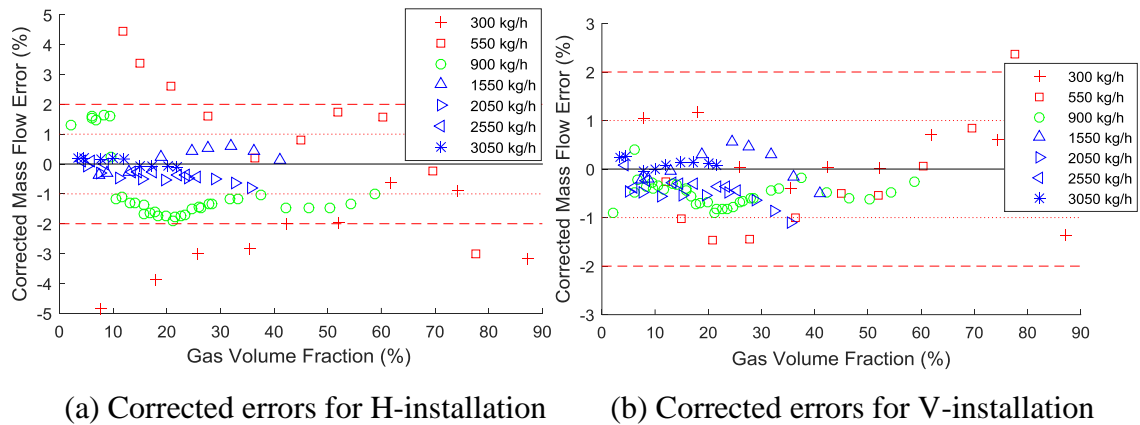 Corrected Mass Flow Error (%)
5
4
3
2
1
0
-1
-2
-3
-4
-5
0 10 20 30 40 50 60 70 80 90
Gas Volume Fraction (%)
300 kg/h
550 kg/h
900 kg/h
1550 kg/h
2050 kg/h
2550 kg/h
3050 kg/h
(a) Corrected errors for H-installation
Corrected Mass Flow Error (%)
3
2
1
0
-1
-2
-3
0 10 20 30 40 50 60 70 80 90
Gas Volume Fraction (%)
300 kg/h
550 kg/h
900 kg/h
1550 kg/h
2050 kg/h
2550 kg/h
3050 kg/h
(b) Corrected errors for V-installation